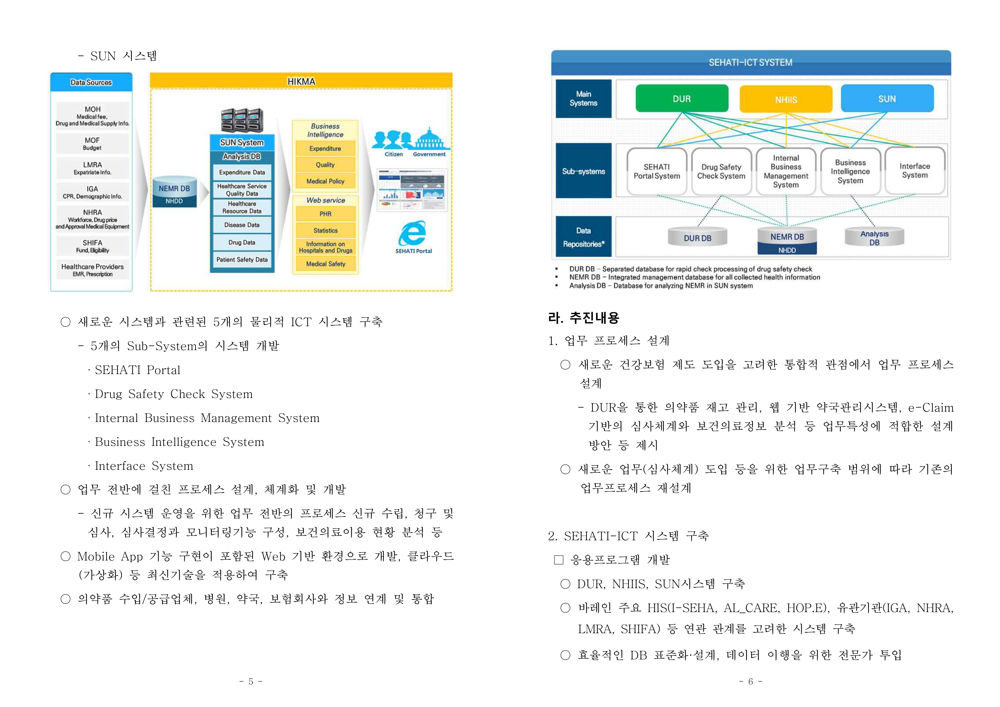 - SUN 시스템
Data Sources
MOH
Medical fee,
Drug and Medical Supply Info.
MOF
Budget
LMRA
Expatriate Info.
IGA
CPR, Demographic Info.
NHRA
Workforce, Drug price
and Approval Medical Equipment
SHIFA
Fund, Eligibility
Healthcare Providers
EMR, Prescription
HIKMA
NEMR DB
NHDD
SUN System
Analysis DB
Expenditure Data
Healthcare Service
Quality Data
Healthcare
Resource Data
Disease Data
Drug Data
Patient Safety Data
Business
Intelligence
Expenditure
Quality
Medical Policy
Web service
PHR
Statistics
Information on
Hospitals and Drugs
Medical Safety
Citizen Government
SEHATI Portal
○ 새로운 시스템과 관련된 5개의 물리적 ICT 시스템 구축
- 5개의 Sub-System의 시스템 개발
· SEHATI Portal
· Drug Safety Check System
· Internal Business Management System
· Business Intelligence System
· Interface System
○ 업무 전반에 걸친 프로세스 설계, 체계화 및 개발
- 신규 시스템 운영을 위한 업무 전반의 프로세스 신규 수립, 청구 및
심사, 심사결정과 모니터링기능 구성, 보건의료이용 현황 분석 등
○ Mobile App 기능 구현이 포함된 Web 기반 환경으로 개발, 클라우드
(가상화) 등 최신기술을 적용하여 구축
○ 의약품 수입/공급업체, 병원, 약국, 보험회사와 정보 연계 및 통합
- 5 -
SEHATI-ICT SYSTEM
Main
Systems
DUR
NHIIS
SUN
Sub-systems
SEHATI
Portal System
Drug Safety
Check System
Internal
Business
Management
System
Business
Intelligence
System
Interface
System
Data
Repositories*
DUR DB
NEMR DB
NHDD
Analysis
DB
▪ DUR DB - Separated database for rapid check processing of drug safety check
▪ NEMR DB - Integrated management database for all collected health information
▪ Analysis DB - Database for analyzing NEMR in SUN system
라. 추진내용
1. 업무 프로세스 설계
○ 새로운 건강보험 제도 도입을 고려한 통합적 관점에서 업무 프로세스
설계
- DUR을 통한 의약품 재고 관리, 웹 기반 약국관리시스템, e-Claim
기반의 심사체계와 보건의료정보 분석 등 업무특성에 적합한 설계
방안 등 제시
○ 새로운 업무(심사체계) 도입 등을 위한 업무구축 범위에 따라 기존의
업무프로세스 재설계
2. SEHATI-ICT 시스템 구축
□ 응용프로그램 개발
○ DUR, NHIIS, SUN시스템 구축
○ 바레인 주요 HIS(I-SEHA, AL_CARE, HOP.E), 유관기관(IGA, NHRA,
LMRA, SHIFA) 등 연관 관계를 고려한 시스템 구축
○ 효율적인 DB 표준화·설계, 데이터 이행을 위한 전문가 투입
- 6 -